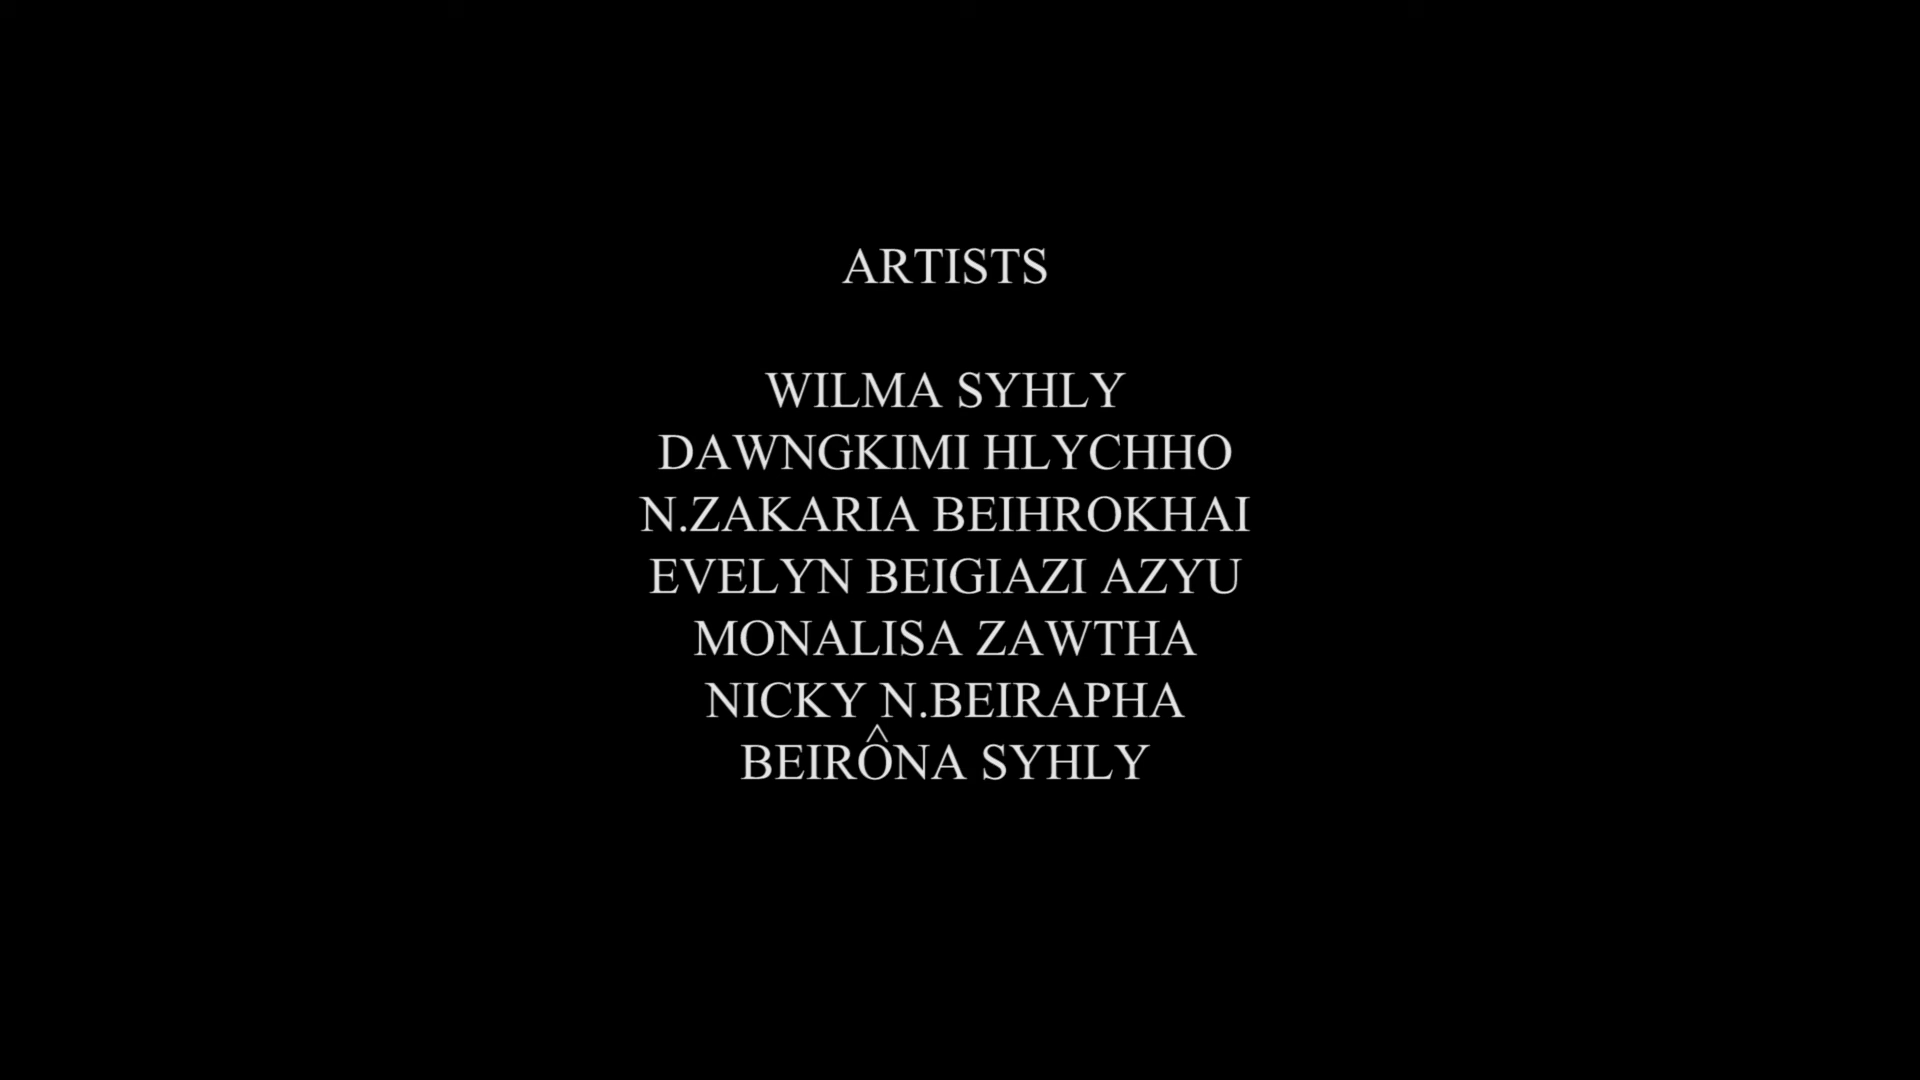 ARTISTS
WILMA SYHLY
DAWNGKIMI HLYCHHO
N.ZAKARIA BEIHROKHAI
EVELYN BEIGIAZI AZYU
MONALISA ZAWTHA
NICKY N.BEIRAPHA
BEIRÔNA SYHLY